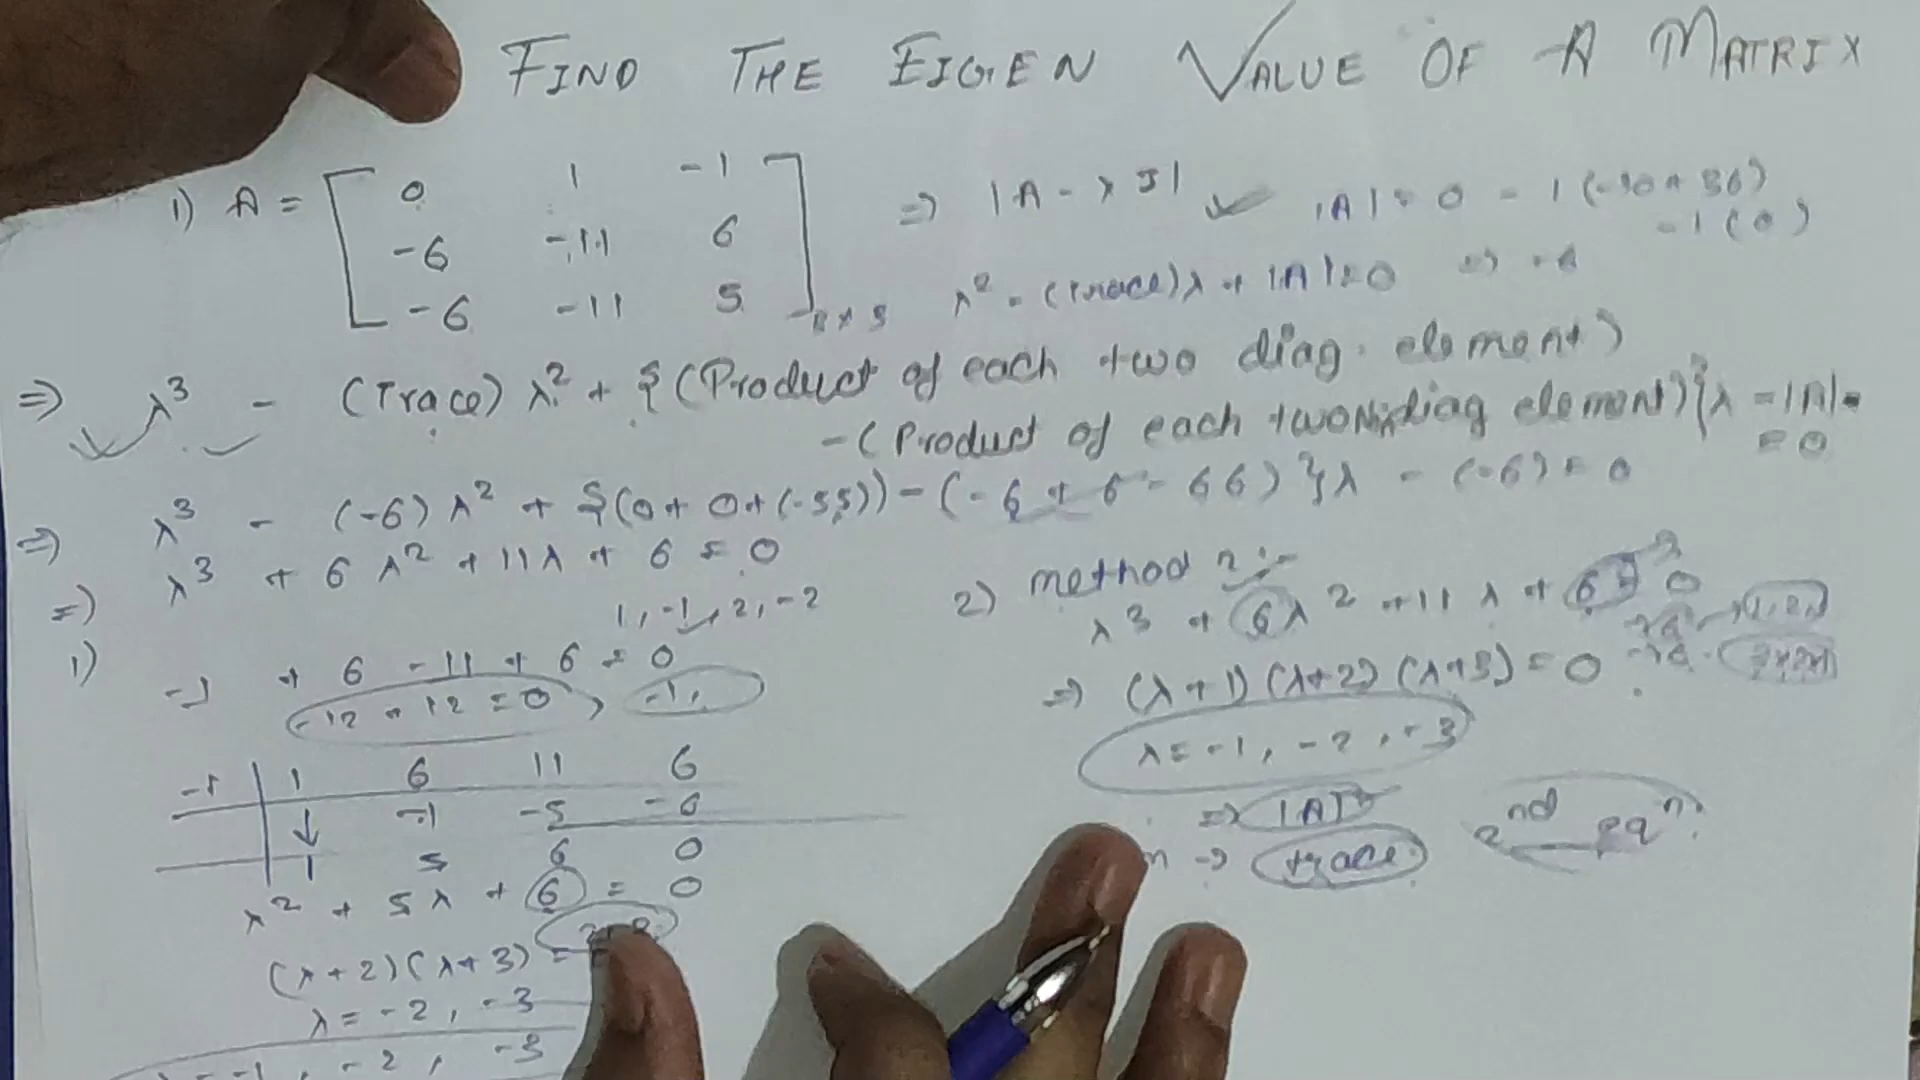 FIND THE EIGEN VALUE OF A MATRIX
1) A = [ 0 1 -1
-6 -11 6
-6 -11 5 ]
=> |A - λI|
|A| = 0 - 1(-30+36)
-1(0)
=> -6
λ² - (Trace)λ + |A| = 0
=> λ³ - (Trace) λ² + {(Product of each two diag. element)
- (Product of each two diag element)}λ - |A| = 0
=> λ³ - (-6) λ² + {(0 + 0 + (-55)) - (-6 + 6 - 66)}λ - (-6) = 0
=> λ³ + 6λ² + 11λ + 6 = 0
1, -1, 2, -2
1) -1 + 6 - 11 + 6 = 0
-12 + 12 = 0, -1,
-1 | 1 6 11 6
↓ -1 -5 -6
1 5 6 0
λ² + 5λ + 6 = 0
(λ+2)(λ+3) =
λ = -2, -3
-1, -2, -3
2) method 2:-
λ³ + 6λ² + 11λ + 6 = 0
=> (λ+1)(λ+2)(λ+3) = 0
λ = -1, -2, -3
=> |A|
-> trace
2nd eqn.